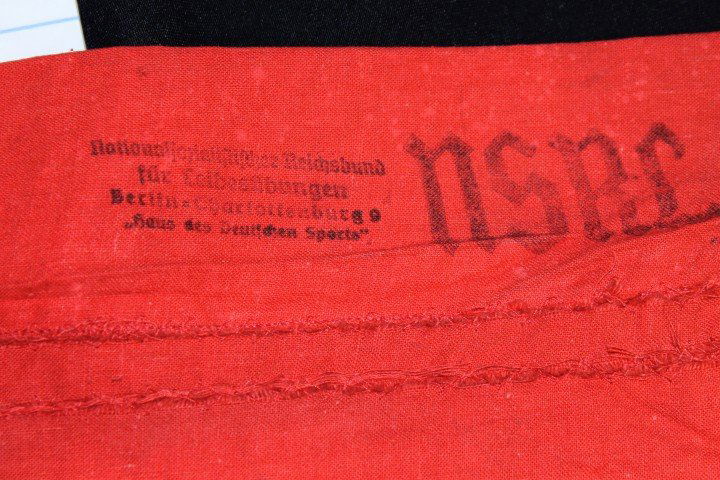 Nationalsozialistischer Reichsbund
für Leibesübungen
Berlin-Charlottenburg 9
„Haus des Deutschen Sports"
NSRL